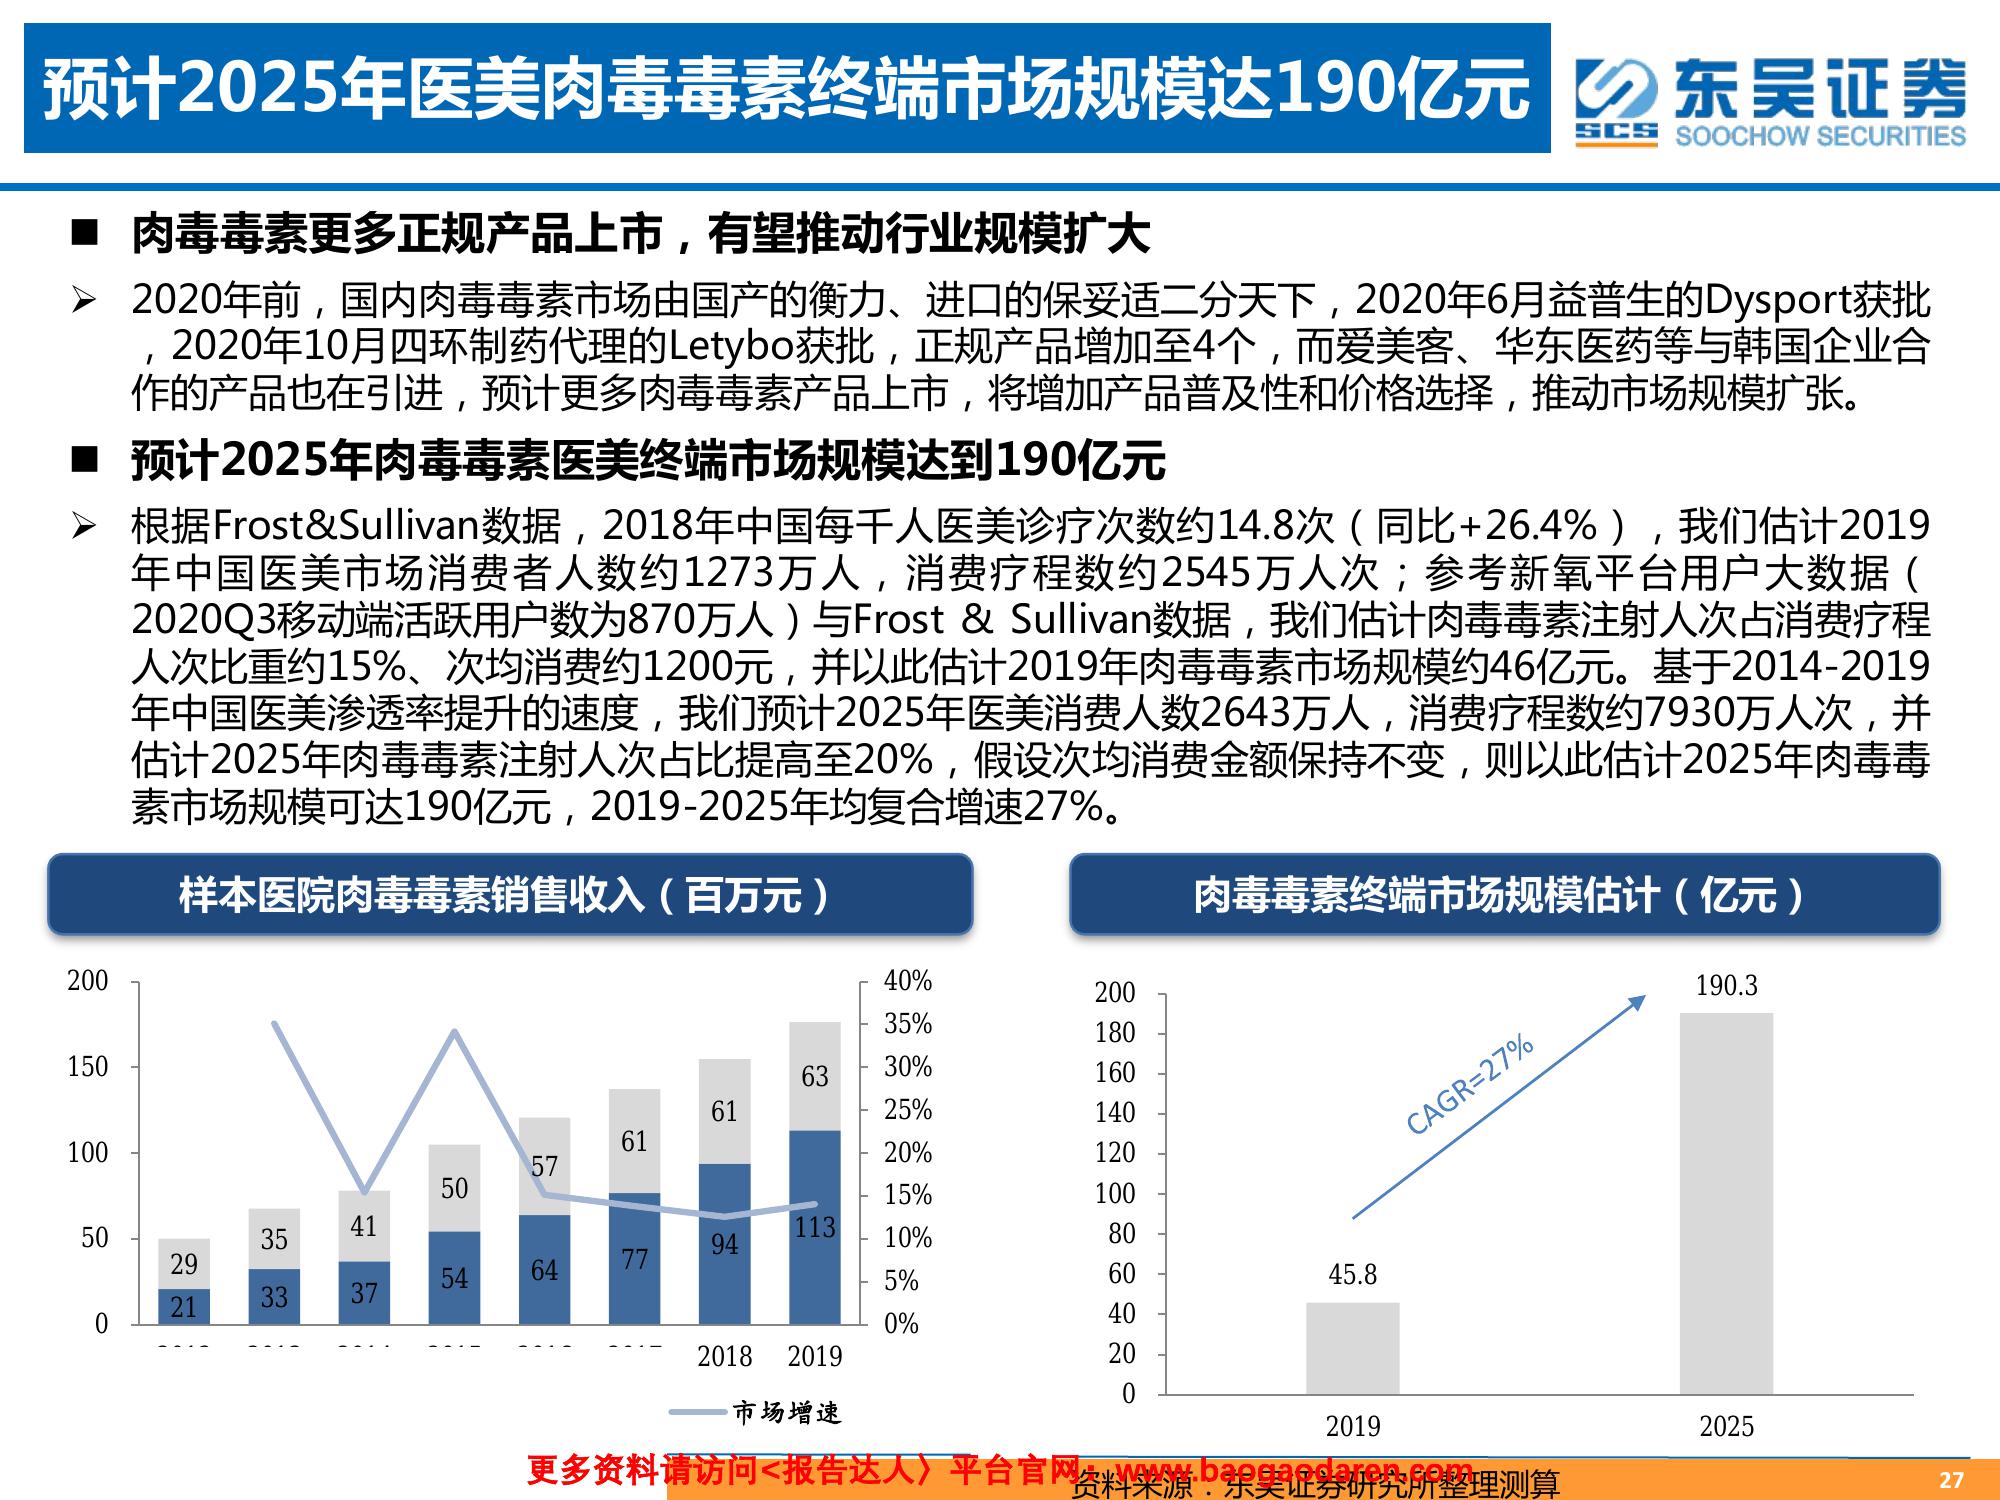 预计2025年医美肉毒毒素终端市场规模达190亿元
东吴证券
SCS
SOOCHOW SECURITIES
■ 肉毒毒素更多正规产品上市，有望推动行业规模扩大
➢ 2020年前，国内肉毒毒素市场由国产的衡力、进口的保妥适二分天下，2020年6月益普生的Dysport获批
，2020年10月四环制药代理的Letybo获批，正规产品增加至4个，而爱美客、华东医药等与韩国企业合
作的产品也在引进，预计更多肉毒毒素产品上市，将增加产品普及性和价格选择，推动市场规模扩张。
■ 预计2025年肉毒毒素医美终端市场规模达到190亿元
➢ 根据Frost&Sullivan数据，2018年中国每千人医美诊疗次数约14.8次（同比+26.4%），我们估计2019
年中国医美市场消费者人数约1273万人，消费疗程数约2545万人次；参考新氧平台用户大数据（
2020Q3移动端活跃用户数为870万人）与Frost & Sullivan数据，我们估计肉毒毒素注射人次占消费疗程
人次比重约15%、次均消费约1200元，并以此估计2019年肉毒毒素市场规模约46亿元。基于2014-2019
年中国医美渗透率提升的速度，我们预计2025年医美消费人数2643万人，消费疗程数约7930万人次，并
估计2025年肉毒毒素注射人次占比提高至20%，假设次均消费金额保持不变，则以此估计2025年肉毒毒
素市场规模可达190亿元，2019-2025年均复合增速27%。
样本医院肉毒毒素销售收入（百万元）
200
150
100
50
0
40%
35%
30%
25%
20%
15%
10%
5%
0%
29
35
41
50
57
61
61
63
21
33
37
54
64
77
94
113
2018
2019
市场增速
肉毒毒素终端市场规模估计（亿元）
200
180
160
140
120
100
80
60
40
20
0
45.8
190.3
CAGR=27%
2019
2025
更多资料请访问<报告达人〉平台官网：www.baogaodaren.com
资料来源：东吴证券研究所整理测算
27